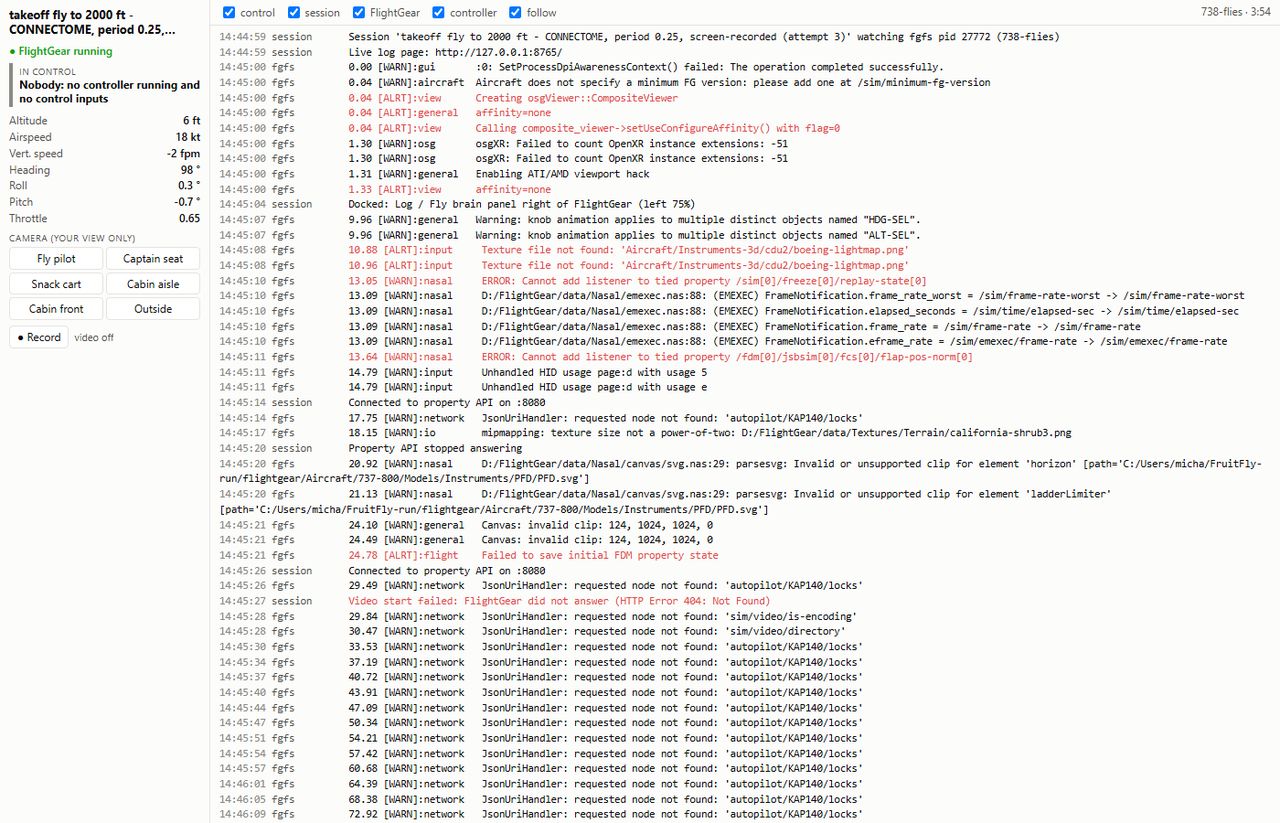 takeoff fly to 2000 ft -
CONNECTOME, period 0.25,...
● FlightGear running
IN CONTROL
Nobody: no controller running and
no control inputs
Altitude 6 ft
Airspeed 18 kt
Vert. speed -2 fpm
Heading 98 °
Roll 0.3 °
Pitch -0.7 °
Throttle 0.65
CAMERA (YOUR VIEW ONLY)
Fly pilot Captain seat
Snack cart Cabin aisle
Cabin front Outside
● Record video off
control session FlightGear controller follow 738-flies · 3:54
14:44:59 session Session 'takeoff fly to 2000 ft - CONNECTOME, period 0.25, screen-recorded (attempt 3)' watching fgfs pid 27772 (738-flies)
14:44:59 session Live log page: http://127.0.0.1:8765/
14:45:00 fgfs 0.00 [WARN]:gui :0: SetProcessDpiAwarenessContext() failed: The operation completed successfully.
14:45:00 fgfs 0.04 [WARN]:aircraft Aircraft does not specify a minimum FG version: please add one at /sim/minimum-fg-version
14:45:00 fgfs 0.04 [ALRT]:view Creating osgViewer::CompositeViewer
14:45:00 fgfs 0.04 [ALRT]:general affinity=none
14:45:00 fgfs 0.04 [ALRT]:view Calling composite_viewer->setUseConfigureAffinity() with flag=0
14:45:00 fgfs 1.30 [WARN]:osg osgXR: Failed to count OpenXR instance extensions: -51
14:45:00 fgfs 1.30 [WARN]:osg osgXR: Failed to count OpenXR instance extensions: -51
14:45:00 fgfs 1.31 [WARN]:general Enabling ATI/AMD viewport hack
14:45:00 fgfs 1.33 [ALRT]:view affinity=none
14:45:04 session Docked: Log / Fly brain panel right of FlightGear (left 75%)
14:45:07 fgfs 9.96 [WARN]:general Warning: knob animation applies to multiple distinct objects named "HDG-SEL".
14:45:07 fgfs 9.96 [WARN]:general Warning: knob animation applies to multiple distinct objects named "ALT-SEL".
14:45:08 fgfs 10.88 [ALRT]:input Texture file not found: 'Aircraft/Instruments-3d/cdu2/boeing-lightmap.png'
14:45:08 fgfs 10.96 [ALRT]:input Texture file not found: 'Aircraft/Instruments-3d/cdu2/boeing-lightmap.png'
14:45:10 fgfs 13.05 [WARN]:nasal ERROR: Cannot add listener to tied property /sim[0]/freeze[0]/replay-state[0]
14:45:10 fgfs 13.09 [WARN]:nasal D:/FlightGear/data/Nasal/emexec.nas:88: (EMEXEC) FrameNotification.frame_rate_worst = /sim/frame-rate-worst -> /sim/frame-rate-worst
14:45:10 fgfs 13.09 [WARN]:nasal D:/FlightGear/data/Nasal/emexec.nas:88: (EMEXEC) FrameNotification.elapsed_seconds = /sim/time/elapsed-sec -> /sim/time/elapsed-sec
14:45:10 fgfs 13.09 [WARN]:nasal D:/FlightGear/data/Nasal/emexec.nas:88: (EMEXEC) FrameNotification.frame_rate = /sim/frame-rate -> /sim/frame-rate
14:45:10 fgfs 13.09 [WARN]:nasal D:/FlightGear/data/Nasal/emexec.nas:88: (EMEXEC) FrameNotification.eframe_rate = /sim/emexec/frame-rate -> /sim/emexec/frame-rate
14:45:11 fgfs 13.64 [WARN]:nasal ERROR: Cannot add listener to tied property /fdm[0]/jsbsim[0]/fcs[0]/flap-pos-norm[0]
14:45:11 fgfs 14.79 [WARN]:input Unhandled HID usage page:d with usage 5
14:45:11 fgfs 14.79 [WARN]:input Unhandled HID usage page:d with usage e
14:45:14 session Connected to property API on :8080
14:45:14 fgfs 17.75 [WARN]:network JsonUriHandler: requested node not found: 'autopilot/KAP140/locks'
14:45:17 fgfs 18.15 [WARN]:io mipmapping: texture size not a power-of-two: D:/FlightGear/data/Textures/Terrain/california-shrub3.png
14:45:20 session Property API stopped answering
14:45:20 fgfs 20.92 [WARN]:nasal D:/FlightGear/data/Nasal/canvas/svg.nas:29: parsesvg: Invalid or unsupported clip for element 'horizon' [path='C:/Users/micha/FruitFly-
run/flightgear/Aircraft/737-800/Models/Instruments/PFD/PFD.svg']
14:45:20 fgfs 21.13 [WARN]:nasal D:/FlightGear/data/Nasal/canvas/svg.nas:29: parsesvg: Invalid or unsupported clip for element 'ladderLimiter'
[path='C:/Users/micha/FruitFly-run/flightgear/Aircraft/737-800/Models/Instruments/PFD/PFD.svg']
14:45:21 fgfs 24.10 [WARN]:general Canvas: invalid clip: 124, 1024, 1024, 0
14:45:21 fgfs 24.49 [WARN]:general Canvas: invalid clip: 124, 1024, 1024, 0
14:45:21 fgfs 24.78 [ALRT]:flight Failed to save initial FDM property state
14:45:26 session Connected to property API on :8080
14:45:26 fgfs 29.49 [WARN]:network JsonUriHandler: requested node not found: 'autopilot/KAP140/locks'
14:45:27 session Video start failed: FlightGear did not answer (HTTP Error 404: Not Found)
14:45:28 fgfs 29.84 [WARN]:network JsonUriHandler: requested node not found: 'sim/video/is-encoding'
14:45:28 fgfs 30.47 [WARN]:network JsonUriHandler: requested node not found: 'sim/video/directory'
14:45:30 fgfs 33.53 [WARN]:network JsonUriHandler: requested node not found: 'autopilot/KAP140/locks'
14:45:34 fgfs 37.19 [WARN]:network JsonUriHandler: requested node not found: 'autopilot/KAP140/locks'
14:45:37 fgfs 40.72 [WARN]:network JsonUriHandler: requested node not found: 'autopilot/KAP140/locks'
14:45:40 fgfs 43.91 [WARN]:network JsonUriHandler: requested node not found: 'autopilot/KAP140/locks'
14:45:44 fgfs 47.09 [WARN]:network JsonUriHandler: requested node not found: 'autopilot/KAP140/locks'
14:45:47 fgfs 50.34 [WARN]:network JsonUriHandler: requested node not found: 'autopilot/KAP140/locks'
14:45:51 fgfs 54.21 [WARN]:network JsonUriHandler: requested node not found: 'autopilot/KAP140/locks'
14:45:54 fgfs 57.42 [WARN]:network JsonUriHandler: requested node not found: 'autopilot/KAP140/locks'
14:45:57 fgfs 60.68 [WARN]:network JsonUriHandler: requested node not found: 'autopilot/KAP140/locks'
14:46:01 fgfs 64.39 [WARN]:network JsonUriHandler: requested node not found: 'autopilot/KAP140/locks'
14:46:05 fgfs 68.38 [WARN]:network JsonUriHandler: requested node not found: 'autopilot/KAP140/locks'
14:46:09 fgfs 72.92 [WARN]:network JsonUriHandler: requested node not found: 'autopilot/KAP140/locks'